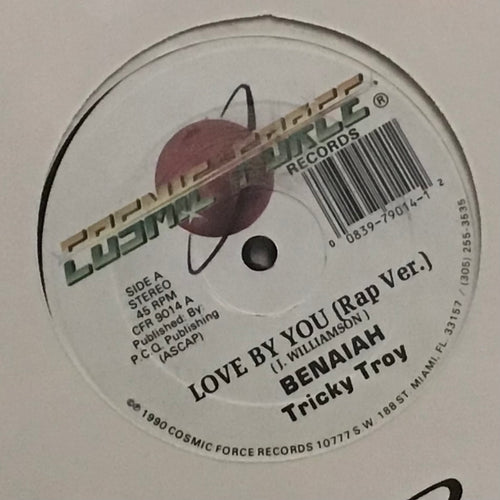 COSMIC FORCE ®
RECORDS
0 0839-79014-1 2
SIDE A
STEREO
45 RPM
CFR 9014 A
Published: By:
P.C.Q. Publishing
(ASCAP)
LOVE BY YOU (Rap Ver.)
(J. WILLIAMSON)
BENAIAH
Tricky Troy
©℗ 1990 COSMIC FORCE RECORDS 10777 S.W. 188 ST. MIAMI, FL. 33157 / (305) 255-3535